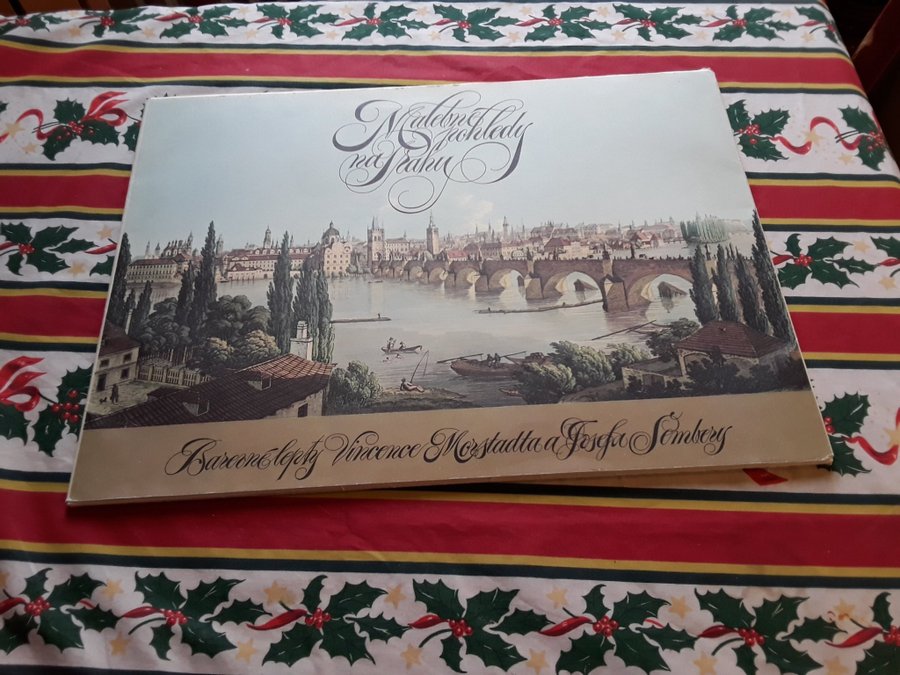 Malebné
pohledy
na Prahu
Barevné lepty Vincence Morstadta a Josefa Šembery